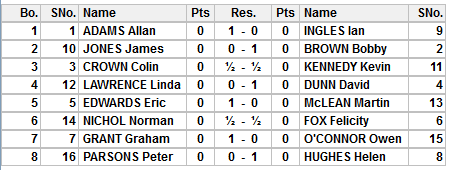 Bo. SNo. Name Pts Res. Pts Name SNo.
1 1 ADAMS Allan 0 1 - 0 0 INGLES Ian 9
2 10 JONES James 0 0 - 1 0 BROWN Bobby 2
3 3 CROWN Colin 0 ½ - ½ 0 KENNEDY Kevin 11
4 12 LAWRENCE Linda 0 0 - 1 0 DUNN David 4
5 5 EDWARDS Eric 0 1 - 0 0 McLEAN Martin 13
6 14 NICHOL Norman 0 ½ - ½ 0 FOX Felicity 6
7 7 GRANT Graham 0 1 - 0 0 O'CONNOR Owen 15
8 16 PARSONS Peter 0 0 - 1 0 HUGHES Helen 8